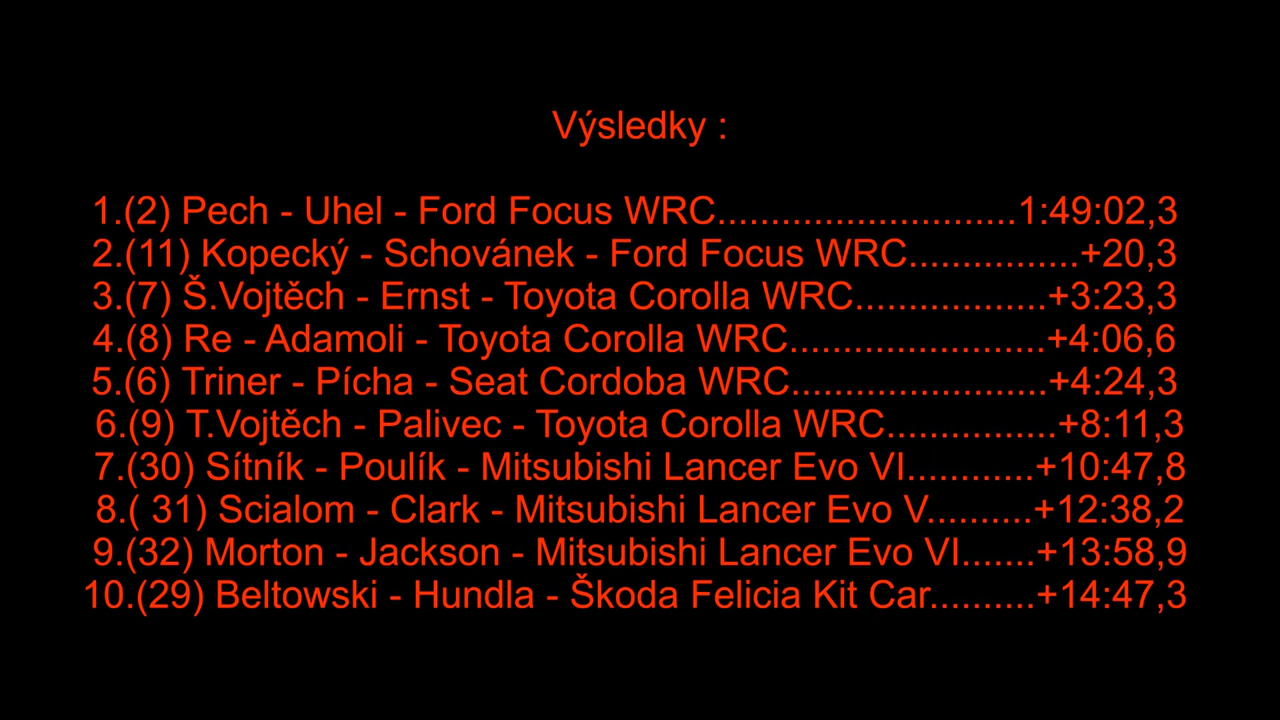 Výsledky :
1.(2) Pech - Uhel - Ford Focus WRC............................1:49:02,3
2.(11) Kopecký - Schovánek - Ford Focus WRC................+20,3
3.(7) Š.Vojtěch - Ernst - Toyota Corolla WRC..................+3:23,3
4.(8) Re - Adamoli - Toyota Corolla WRC........................+4:06,6
5.(6) Triner - Pícha - Seat Cordoba WRC........................+4:24,3
6.(9) T.Vojtěch - Palivec - Toyota Corolla WRC................+8:11,3
7.(30) Sítník - Poulík - Mitsubishi Lancer Evo VI............+10:47,8
8.( 31) Scialom - Clark - Mitsubishi Lancer Evo V..........+12:38,2
9.(32) Morton - Jackson - Mitsubishi Lancer Evo VI.......+13:58,9
10.(29) Beltowski - Hundla - Škoda Felicia Kit Car..........+14:47,3